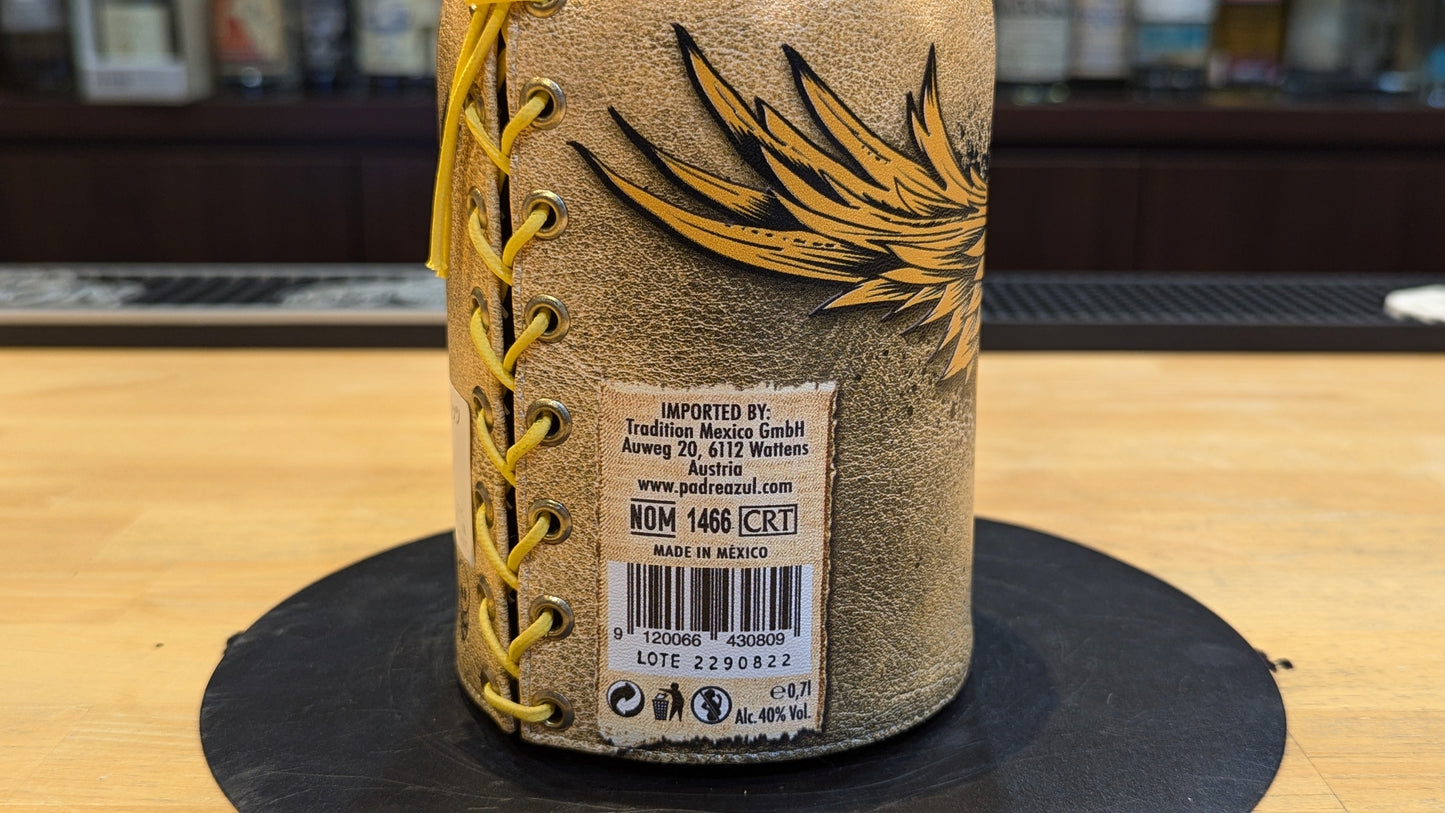 IMPORTED BY:
Tradition Mexico GmbH
Auweg 20, 6112 Wattens
Austria
www.padreazul.com
NOM 1466 CRT
MADE IN MÉXICO
9 120066 430809
LOTE 2290822
℮0,7l
Alc. 40% Vol.